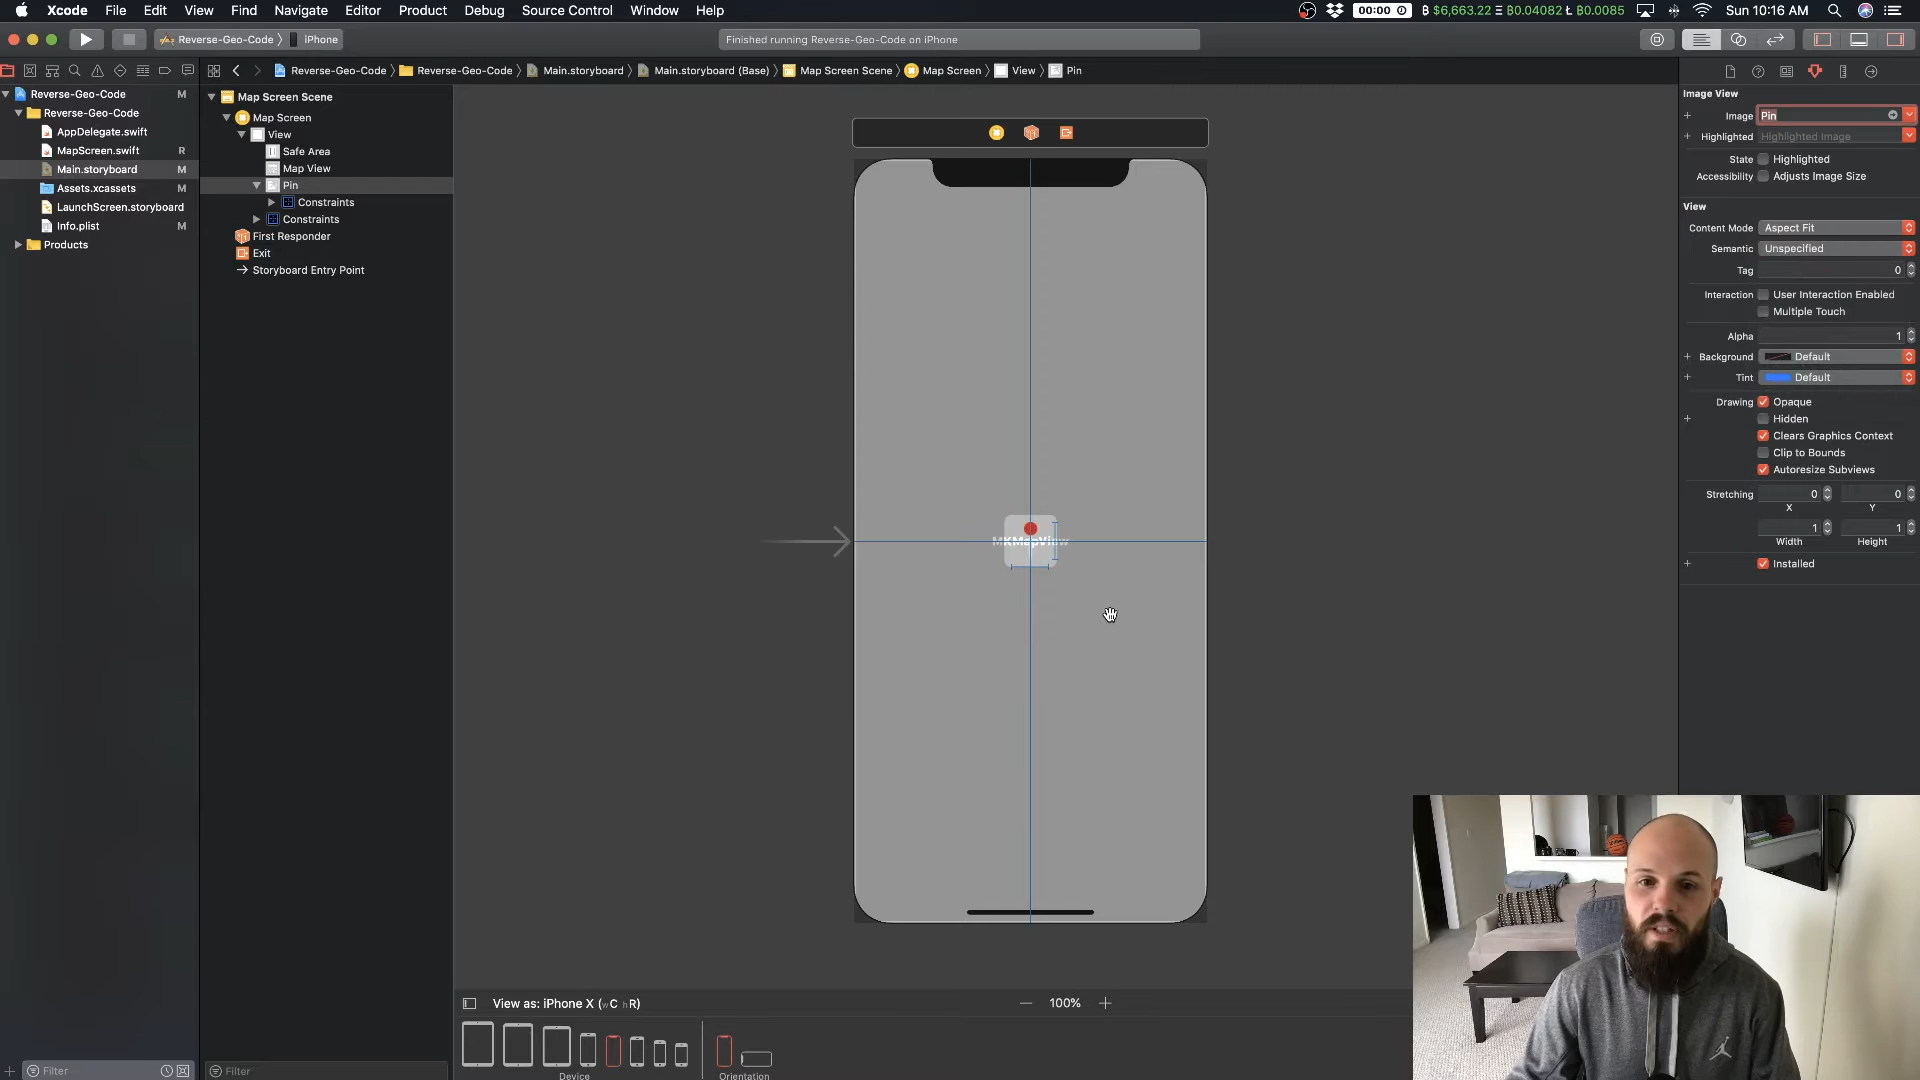 Xcode File Edit View Find Navigate Editor Product Debug Source Control Window Help
00:00 ₿ $6,663.22 Ξ ₿0.04082 Ł ₿0.0085 Sun 10:16 AM
Reverse-Geo-Code iPhone
Finished running Reverse-Geo-Code on iPhone
Reverse-Geo-Code Reverse-Geo-Code Main.storyboard Main.storyboard (Base) Map Screen Scene Map Screen View Pin
Reverse-Geo-Code M
Reverse-Geo-Code
AppDelegate.swift
MapScreen.swift R
Main.storyboard M
Assets.xcassets M
LaunchScreen.storyboard
Info.plist M
Products
Map Screen Scene
Map Screen
View
Safe Area
Map View
Pin
Constraints
Constraints
First Responder
Exit
Storyboard Entry Point
MKMapView
Image View
Image Pin
Highlighted Highlighted Image
State Highlighted
Accessibility Adjusts Image Size
View
Content Mode Aspect Fit
Semantic Unspecified
Tag 0
Interaction User Interaction Enabled
Multiple Touch
Alpha 1
Background Default
Tint Default
Drawing Opaque
Hidden
Clears Graphics Context
Clip to Bounds
Autoresize Subviews
Stretching 0 0
X Y
1 1
Width Height
Installed
View as: iPhone X (wC hR)
100%
Filter
Filter
Device
Orientation